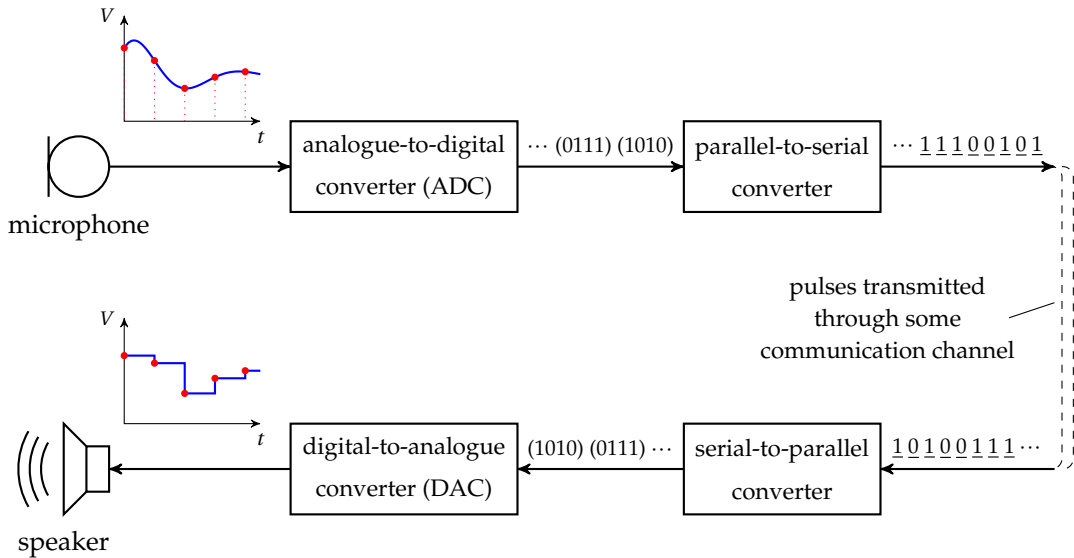 V
t
microphone
analogue-to-digital
converter (ADC)
⋯ (0111) (1010)
parallel-to-serial
converter
⋯ 1 1 1 0 0 1 0 1
pulses transmitted
through some
communication channel
V
t
speaker
digital-to-analogue
converter (DAC)
(1010) (0111) ⋯
serial-to-parallel
converter
1 0 1 0 0 1 1 1 ⋯